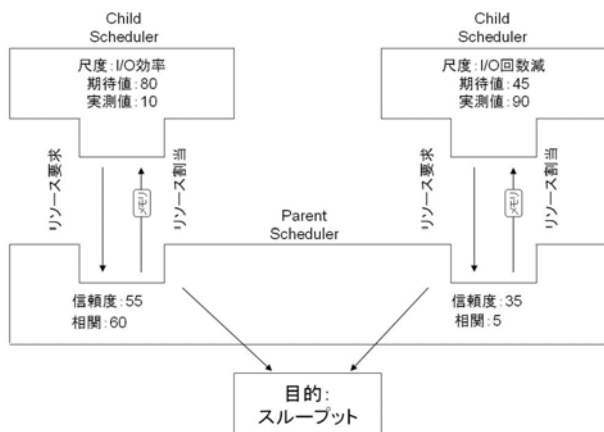 Child
Scheduler
尺度:I/O効率
期待値:80
実測値:10
リソース要求
メモリ
リソース割当
Child
Scheduler
尺度:I/O回数減
期待値:45
実測値:90
リソース要求
メモリ
リソース割当
Parent
Scheduler
信頼度:55
相関:60
信頼度:35
相関:5
目的:
スループット